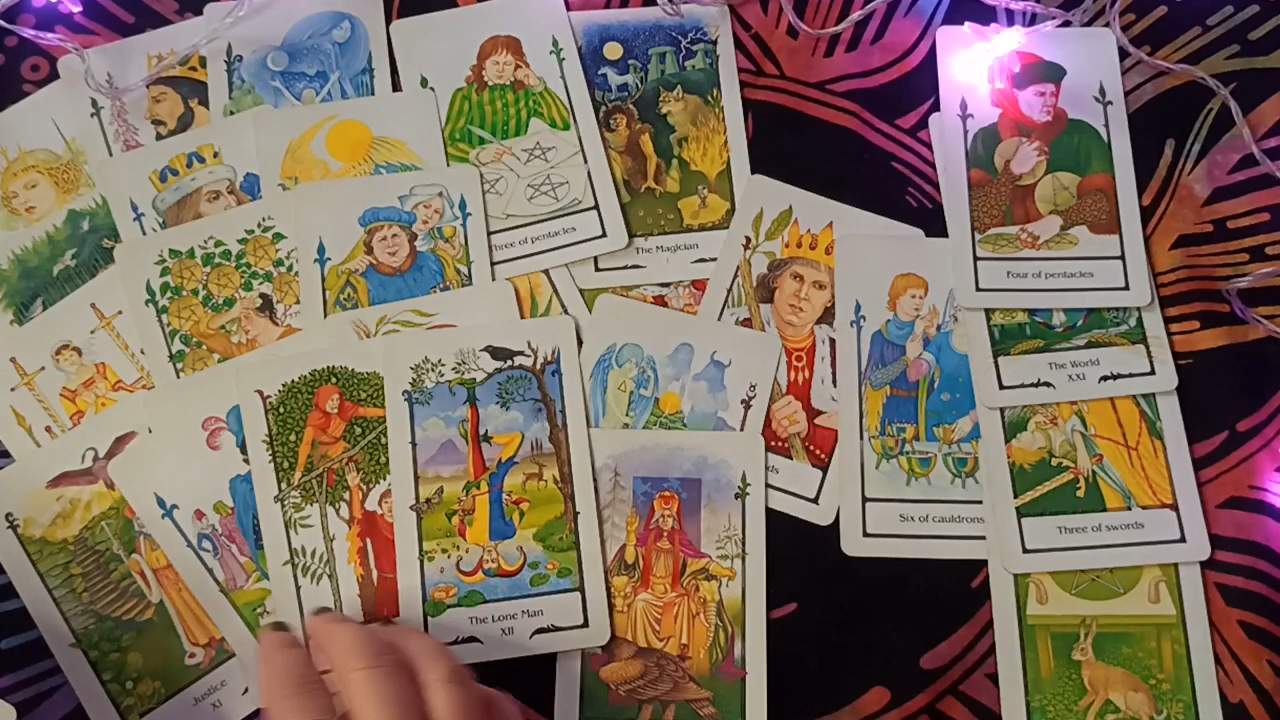 Three of pentacles
The Magician
I
Four of pentacles
The World
XXI
Six of cauldrons
Three of swords
The Lone Man
XII
Justice
XI